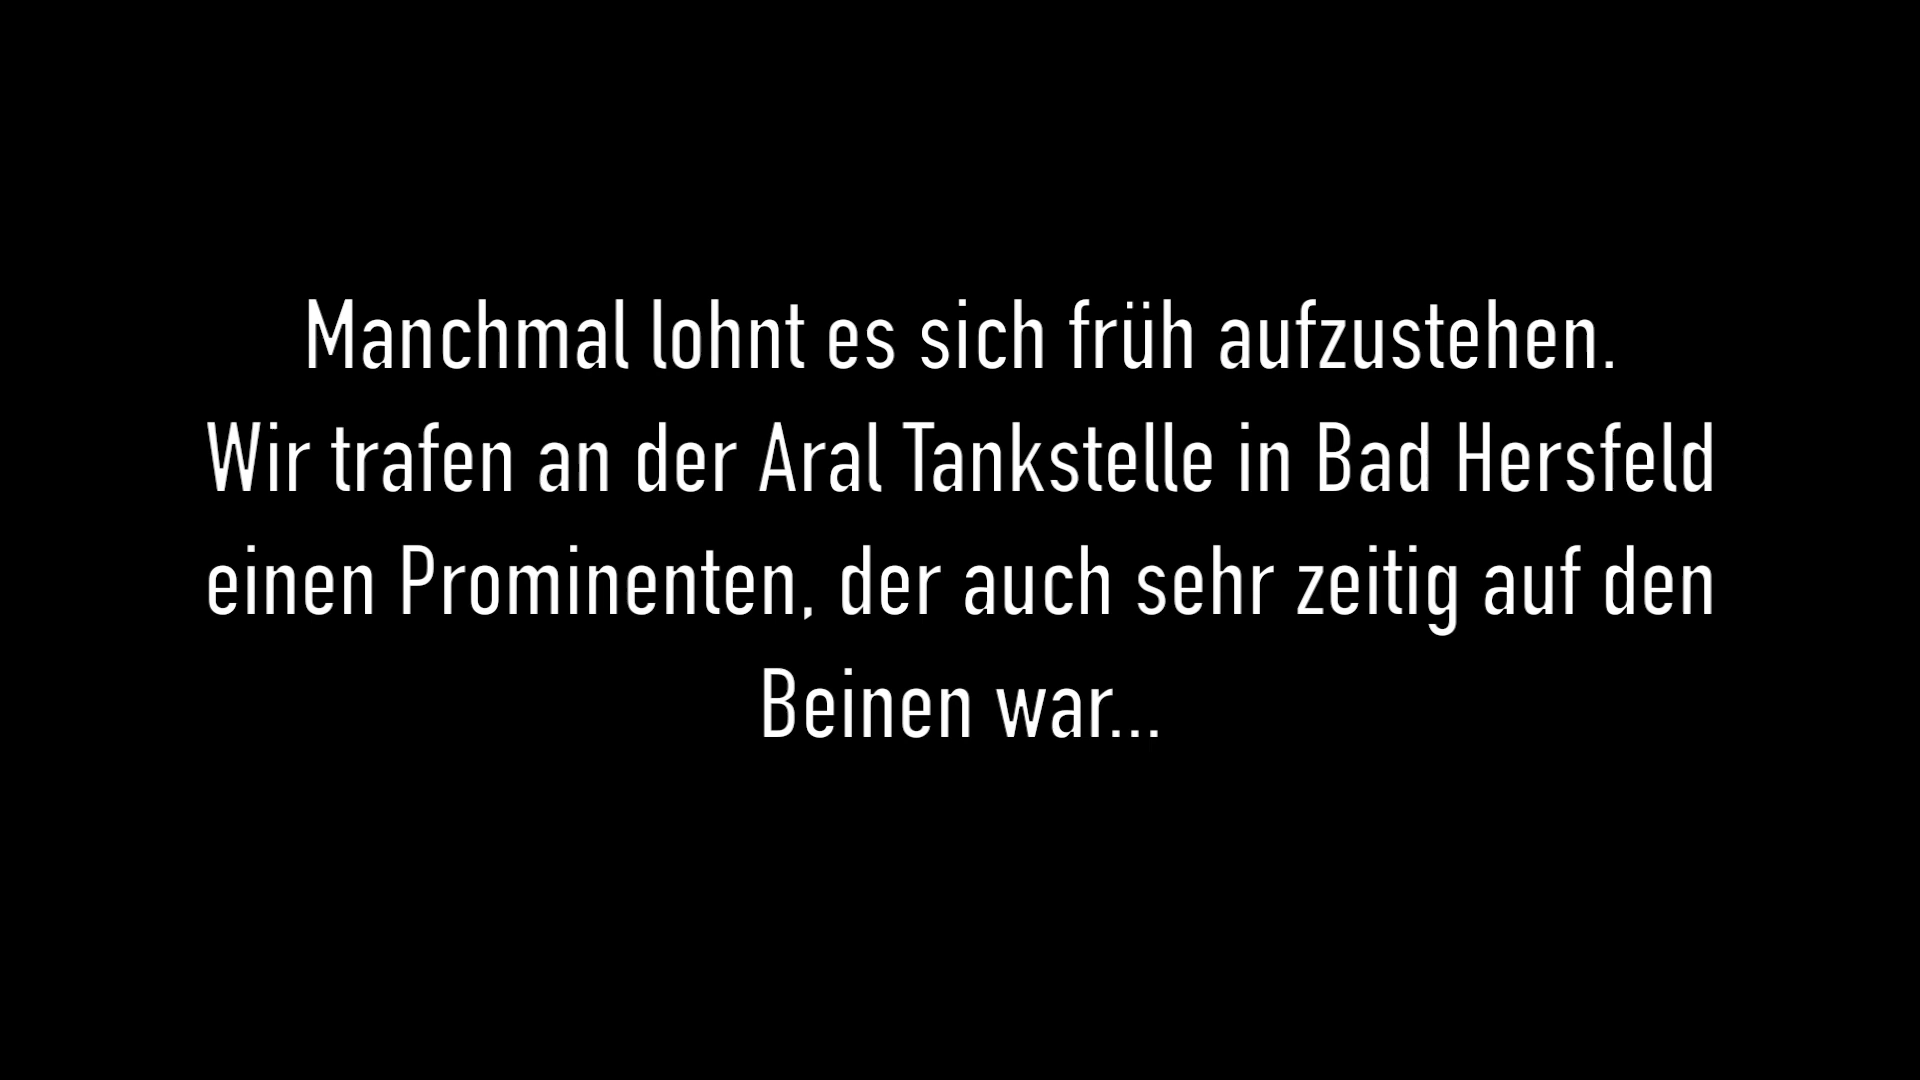 Manchmal lohnt es sich früh aufzustehen.
Wir trafen an der Aral Tankstelle in Bad Hersfeld
einen Prominenten, der auch sehr zeitig auf den
Beinen war...